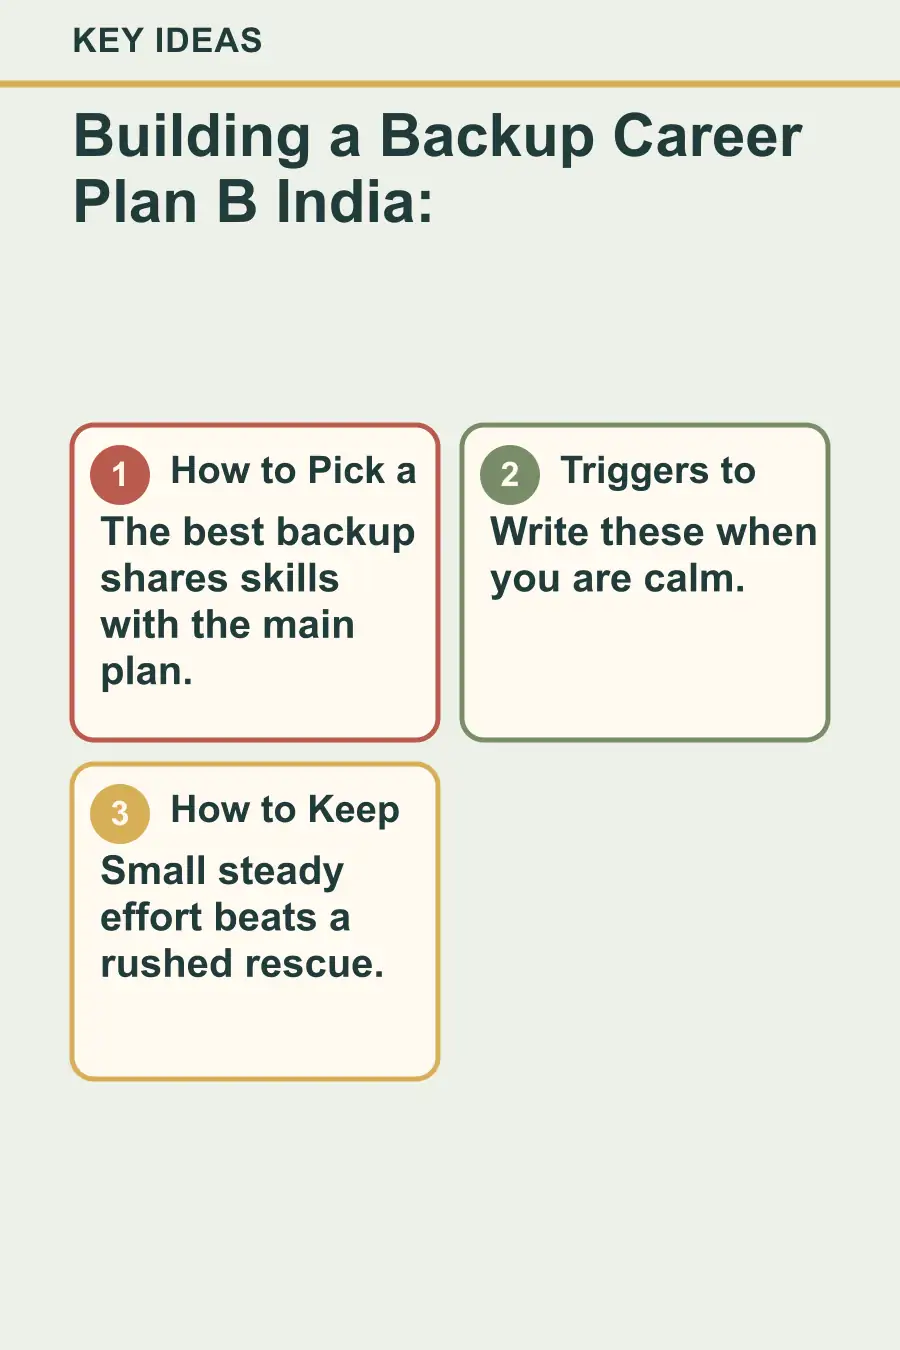 KEY IDEAS
Building a Backup Career
Plan B India:
1 How to Pick a
The best backup
shares skills
with the main
plan.
2 Triggers to
Write these when
you are calm.
3 How to Keep
Small steady
effort beats a
rushed rescue.